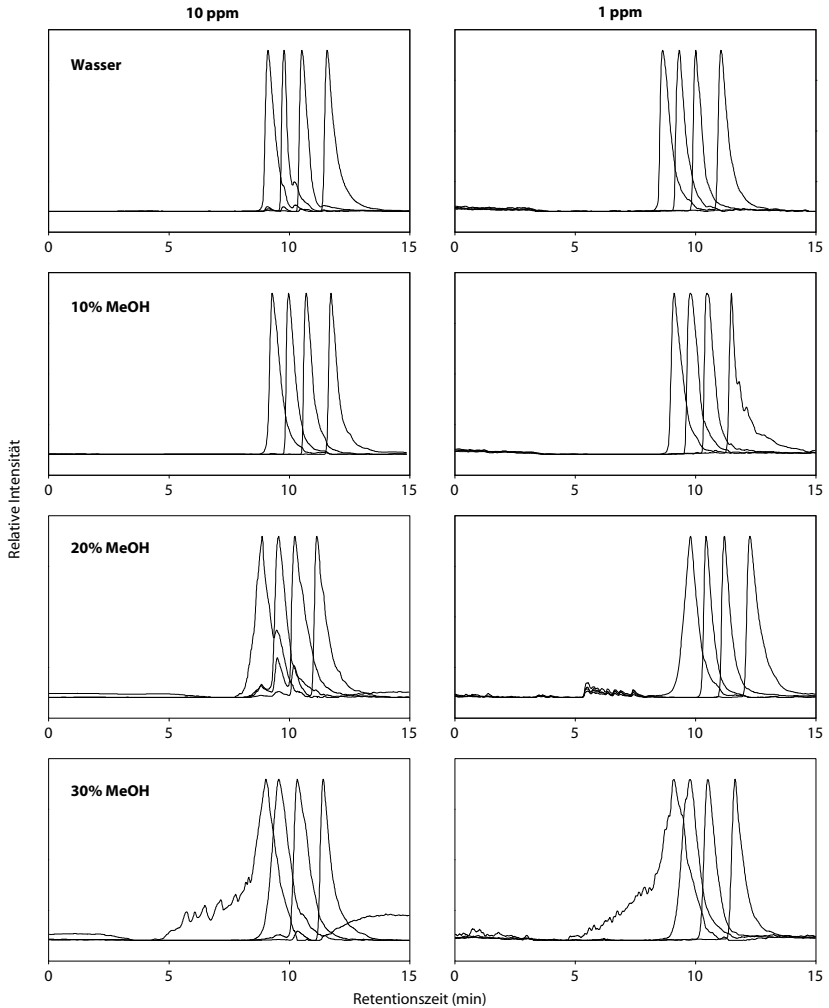 10 ppm 1 ppm
Wasser
0 5 10 15 0 5 10 15
10% MeOH
0 5 10 15 0 5 10 15
Relative Intensität
20% MeOH
0 5 10 15 0 5 10 15
30% MeOH
0 5 10 15 0 5 10 15
Retentionszeit (min)